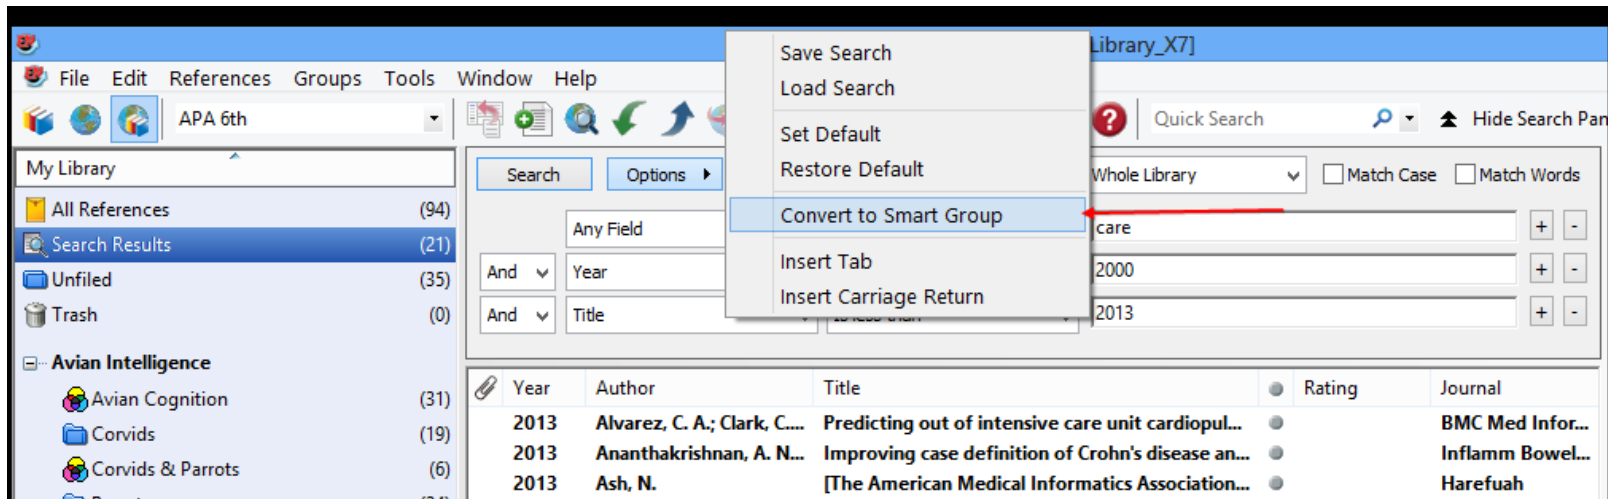 Library_X7]
File Edit References Groups Tools Window Help
APA 6th
Quick Search
Hide Search Pan
Save Search
Load Search
Set Default
Restore Default
Convert to Smart Group
Insert Tab
Insert Carriage Return
My Library
All References (94)
Search Results (21)
Unfiled (35)
Trash (0)
Avian Intelligence
Avian Cognition (31)
Corvids (19)
Corvids & Parrots (6)
Search Options Whole Library Match Case Match Words
Any Field care + -
And Year 2000 + -
And Title Is less than 2013 + -
Year Author Title Rating Journal
2013 Alvarez, C. A.; Clark, C.... Predicting out of intensive care unit cardiopul... BMC Med Infor...
2013 Ananthakrishnan, A. N... Improving case definition of Crohn's disease an... Inflamm Bowel...
2013 Ash, N. [The American Medical Informatics Association... Harefuah